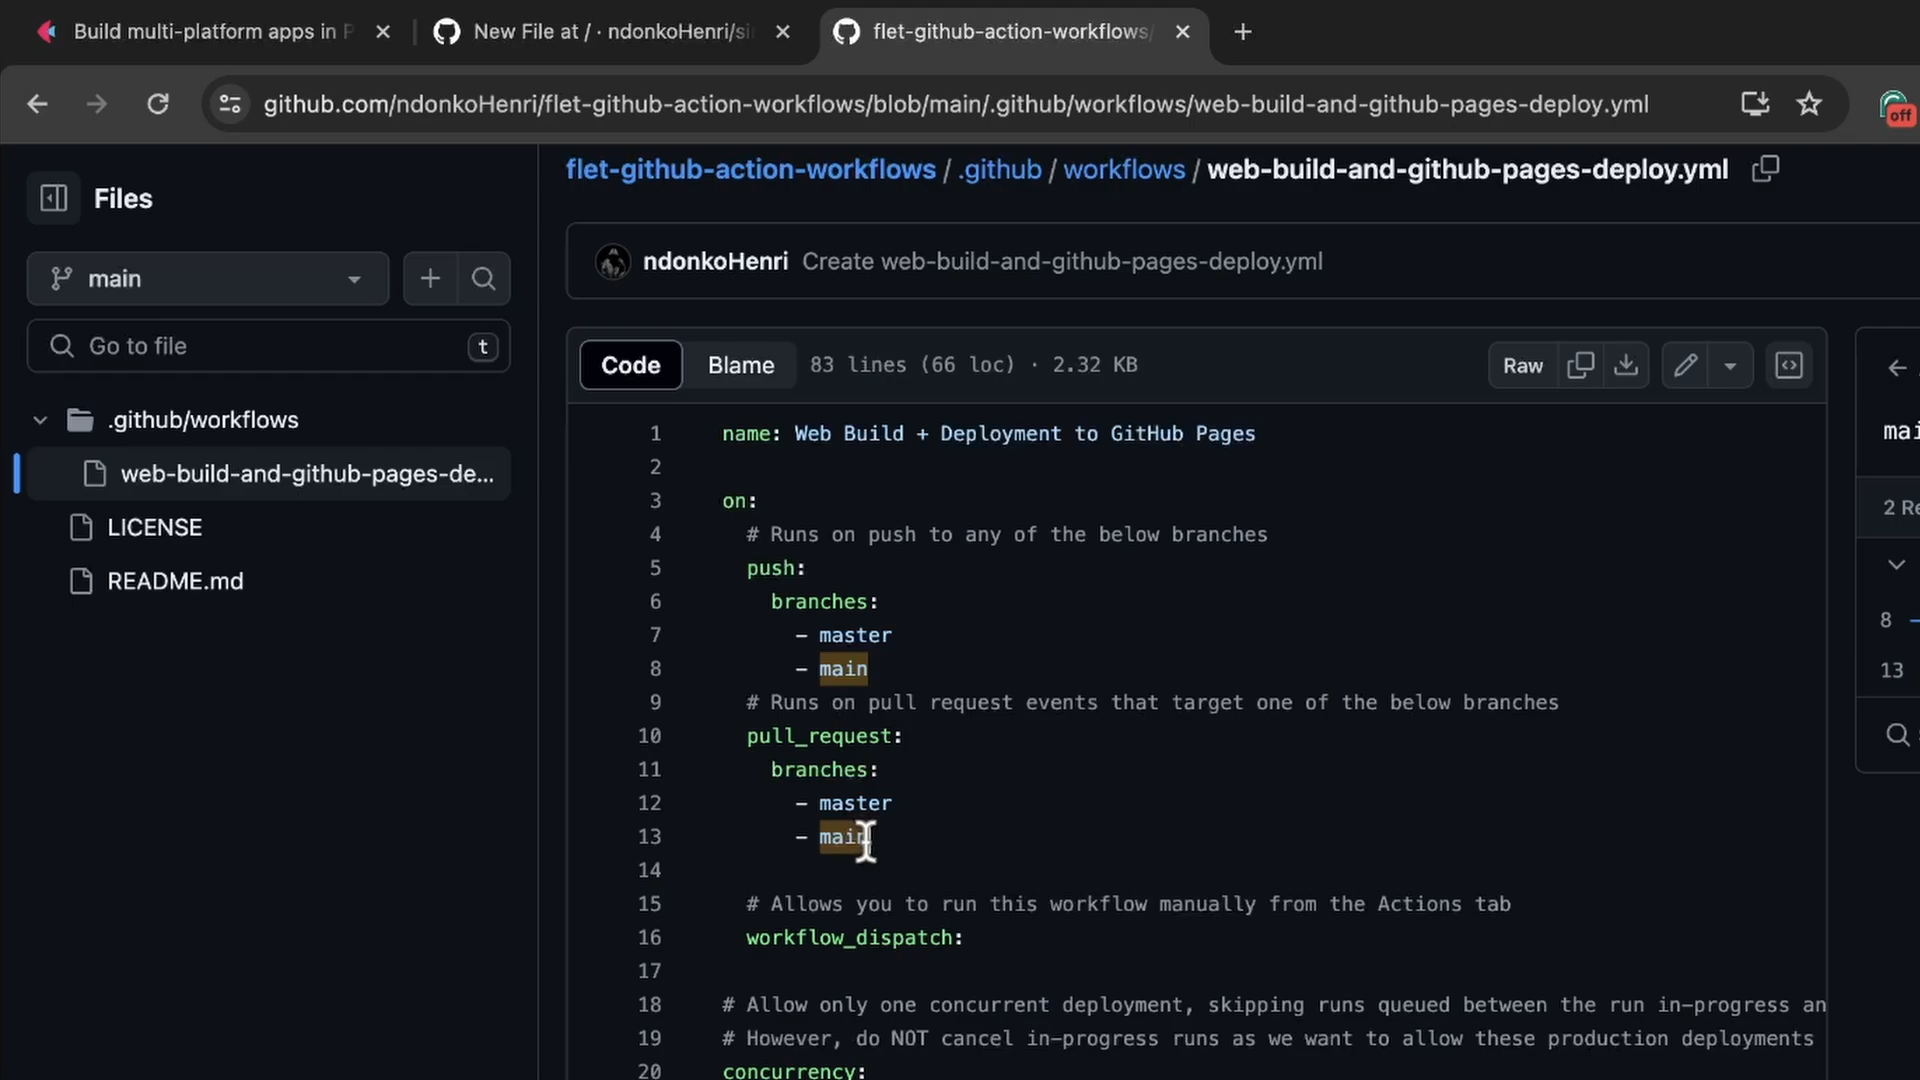 Build multi-platform apps in P
New File at / · ndonkoHenri/si
flet-github-action-workflows/
github.com/ndonkoHenri/flet-github-action-workflows/blob/main/.github/workflows/web-build-and-github-pages-deploy.yml
off
Files
main
Go to file
t
.github/workflows
web-build-and-github-pages-de...
LICENSE
README.md
flet-github-action-workflows / .github / workflows / web-build-and-github-pages-deploy.yml
ndonkoHenri Create web-build-and-github-pages-deploy.yml
Code Blame 83 lines (66 loc) · 2.32 KB Raw
1 name: Web Build + Deployment to GitHub Pages
2
3 on:
4 # Runs on push to any of the below branches
5 push:
6 branches:
7 - master
8 - main
9 # Runs on pull request events that target one of the below branches
10 pull_request:
11 branches:
12 - master
13 - main
14
15 # Allows you to run this workflow manually from the Actions tab
16 workflow_dispatch:
17
18 # Allow only one concurrent deployment, skipping runs queued between the run in-progress an
19 # However, do NOT cancel in-progress runs as we want to allow these production deployments
20 concurrency:
mai
2 Re
8
13